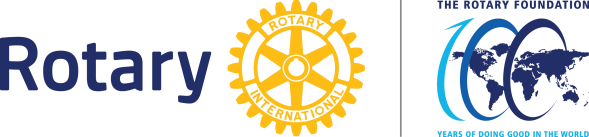 Rotary
ROTARY
INTERNATIONAL
THE ROTARY FOUNDATION
100
YEARS OF DOING GOOD IN THE WORLD